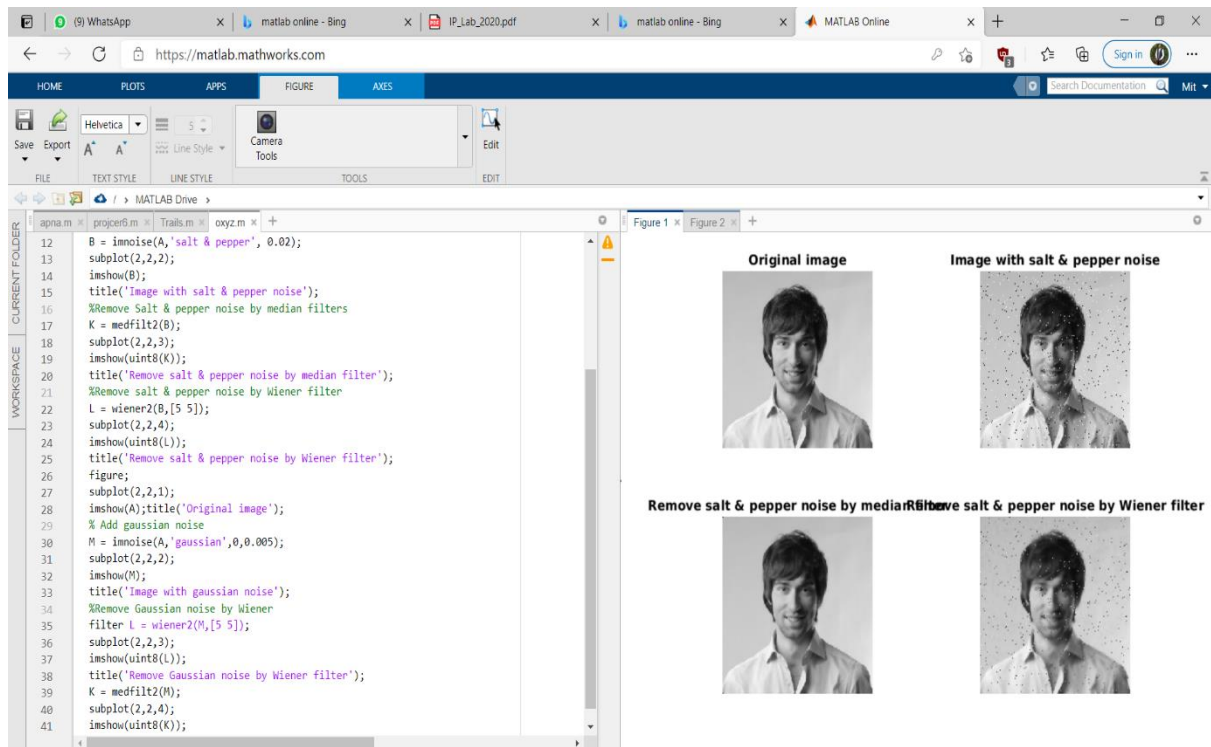 (9) WhatsApp
matlab online - Bing
IP_Lab_2020.pdf
matlab online - Bing
MATLAB Online
https://matlab.mathworks.com
3
Sign in
HOME PLOTS APPS FIGURE AXES
Search Documentation
Mit
Save
Export
Helvetica
5
A A
Line Style
Camera
Tools
Edit
FILE TEXT STYLE LINE STYLE TOOLS EDIT
/ › MATLAB Drive ›
CURRENT FOLDER
WORKSPACE
apna.m projcer6.m Trails.m oxyz.m
12 B = imnoise(A,'salt & pepper', 0.02);
13 subplot(2,2,2);
14 imshow(B);
15 title('Image with salt & pepper noise');
16 %Remove Salt & pepper noise by median filters
17 K = medfilt2(B);
18 subplot(2,2,3);
19 imshow(uint8(K));
20 title('Remove salt & pepper noise by median filter');
21 %Remove salt & pepper noise by Wiener filter
22 L = wiener2(B,[5 5]);
23 subplot(2,2,4);
24 imshow(uint8(L));
25 title('Remove salt & pepper noise by Wiener filter');
26 figure;
27 subplot(2,2,1);
28 imshow(A);title('Original image');
29 % Add gaussian noise
30 M = imnoise(A,'gaussian',0,0.005);
31 subplot(2,2,2);
32 imshow(M);
33 title('Image with gaussian noise');
34 %Remove Gaussian noise by Wiener
35 filter L = wiener2(M,[5 5]);
36 subplot(2,2,3);
37 imshow(uint8(L));
38 title('Remove Gaussian noise by Wiener filter');
39 K = medfilt2(M);
40 subplot(2,2,4);
41 imshow(uint8(K));
Figure 1 Figure 2
Original image
Image with salt & pepper noise
Remove salt & pepper noise by median filter
Remove salt & pepper noise by Wiener filter